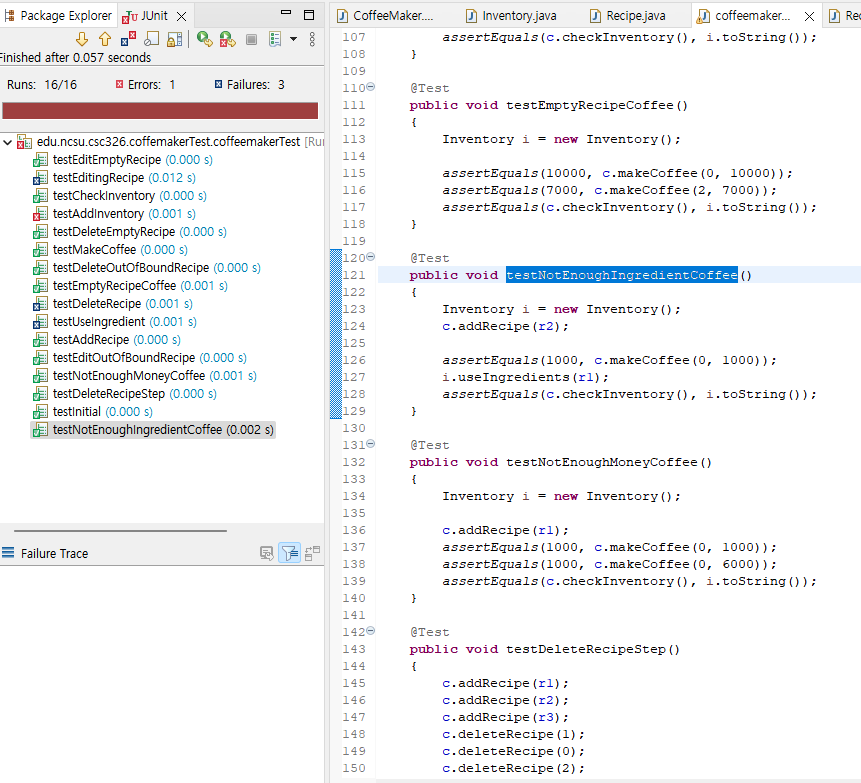 Package Explorer
JUnit
Finished after 0.057 seconds
Runs: 16/16
Errors: 1
Failures: 3
edu.ncsu.csc326.coffemakerTest.coffeemakerTest [Ru
testEditEmptyRecipe (0.000 s)
testEditingRecipe (0.012 s)
testCheckInventory (0.000 s)
testAddInventory (0.001 s)
testDeleteEmptyRecipe (0.000 s)
testMakeCoffee (0.000 s)
testDeleteOutOfBoundRecipe (0.000 s)
testEmptyRecipeCoffee (0.001 s)
testDeleteRecipe (0.001 s)
testUseIngredient (0.001 s)
testAddRecipe (0.000 s)
testEditOutOfBoundRecipe (0.000 s)
testNotEnoughMoneyCoffee (0.001 s)
testDeleteRecipeStep (0.000 s)
testInitial (0.000 s)
testNotEnoughIngredientCoffee (0.002 s)
Failure Trace
CoffeeMaker....
Inventory.java
Recipe.java
coffeemaker...
Rec
107 assertEquals(c.checkInventory(), i.toString());
108 }
109
110 @Test
111 public void testEmptyRecipeCoffee()
112 {
113 Inventory i = new Inventory();
114
115 assertEquals(10000, c.makeCoffee(0, 10000));
116 assertEquals(7000, c.makeCoffee(2, 7000));
117 assertEquals(c.checkInventory(), i.toString());
118 }
119
120 @Test
121 public void testNotEnoughIngredientCoffee()
122 {
123 Inventory i = new Inventory();
124 c.addRecipe(r2);
125
126 assertEquals(1000, c.makeCoffee(0, 1000));
127 i.useIngredients(r1);
128 assertEquals(c.checkInventory(), i.toString());
129 }
130
131 @Test
132 public void testNotEnoughMoneyCoffee()
133 {
134 Inventory i = new Inventory();
135
136 c.addRecipe(r1);
137 assertEquals(1000, c.makeCoffee(0, 1000));
138 assertEquals(1000, c.makeCoffee(0, 6000));
139 assertEquals(c.checkInventory(), i.toString());
140 }
141
142 @Test
143 public void testDeleteRecipeStep()
144 {
145 c.addRecipe(r1);
146 c.addRecipe(r2);
147 c.addRecipe(r3);
148 c.deleteRecipe(1);
149 c.deleteRecipe(0);
150 c.deleteRecipe(2);